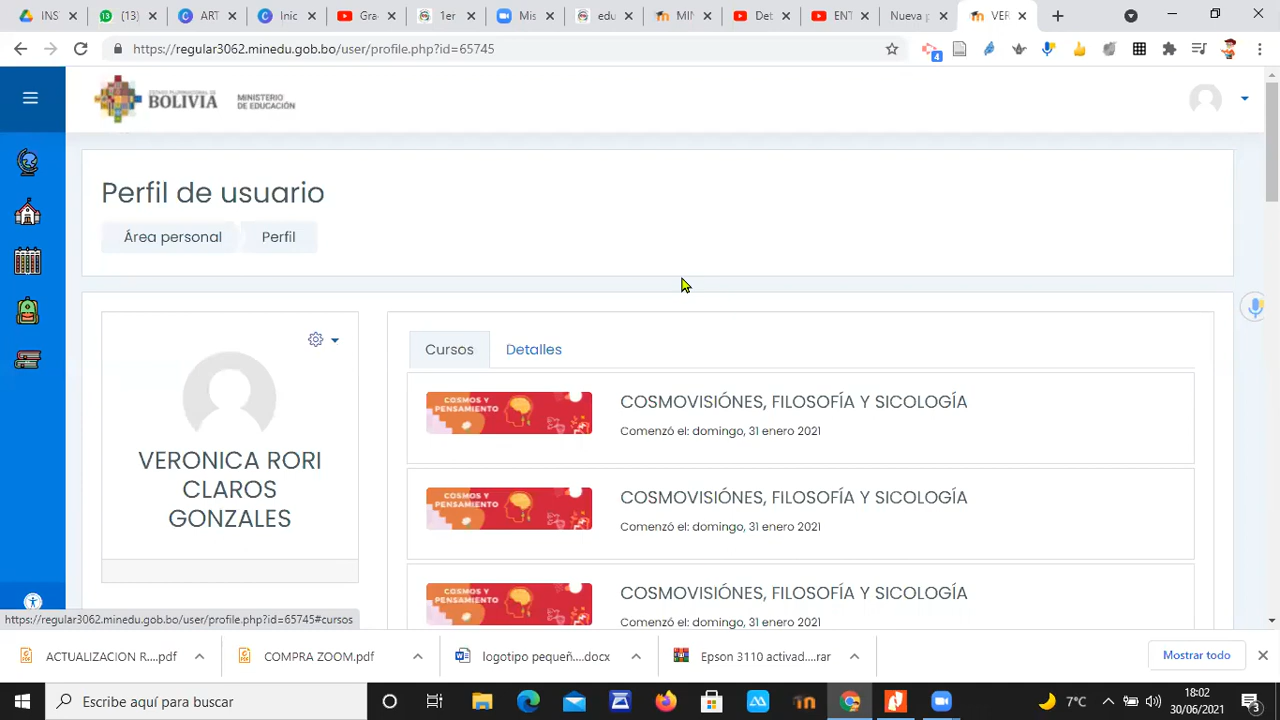 INS
(13) (
ART
Inic
Gra
1er
Mis
edu
MIN
Det
ENT
Nueva p
VER
https://regular3062.minedu.gob.bo/user/profile.php?id=65745
4
ESTADO PLURINACIONAL DE
BOLIVIA
MINISTERIO
DE EDUCACIÓN
Perfil de usuario
Área personal
Perfil
Cursos
Detalles
COSMOS Y
PENSAMIENTO
COSMOVISIÓNES, FILOSOFÍA Y SICOLOGÍA
Comenzó el: domingo, 31 enero 2021
VERONICA RORI
CLAROS
GONZALES
COSMOS Y
PENSAMIENTO
COSMOVISIÓNES, FILOSOFÍA Y SICOLOGÍA
Comenzó el: domingo, 31 enero 2021
COSMOS Y
PENSAMIENTO
COSMOVISIÓNES, FILOSOFÍA Y SICOLOGÍA
Comenzó el: domingo, 31 enero 2021
https://regular3062.minedu.gob.bo/user/profile.php?id=65745#cursos
ACTUALIZACION R....pdf
COMPRA ZOOM.pdf
logotipo pequeñ....docx
Epson 3110 activad....rar
Mostrar todo
Escribe aquí para buscar
7°C
18:02
30/06/2021
3